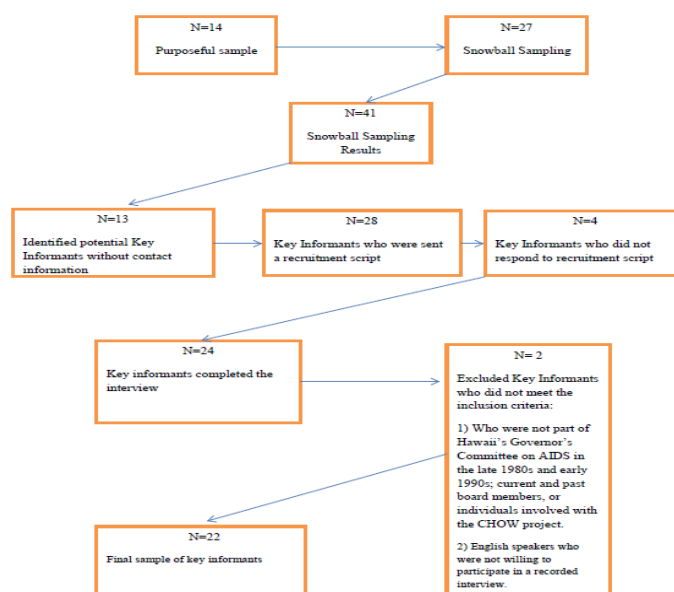 N=14
Purposeful sample
N=27
Snowball Sampling
N=41
Snowball Sampling
Results
N=13
Identified potential Key
Informants without contact
information
N=28
Key Informants who were sent
a recruitment script
N=4
Key Informants who did not
respond to recruitment script
N=24
Key informants completed the
interview
N= 2
Excluded Key Informants
who did not meet the
inclusion criteria:
1) Who were not part of
Hawaii's Governor's
Committee on AIDS in
the late 1980s and early
1990s; current and past
board members, or
individuals involved with
the CHOW project.
2) English speakers who
were not willing to
participate in a recorded
interview.
N=22
Final sample of key informants